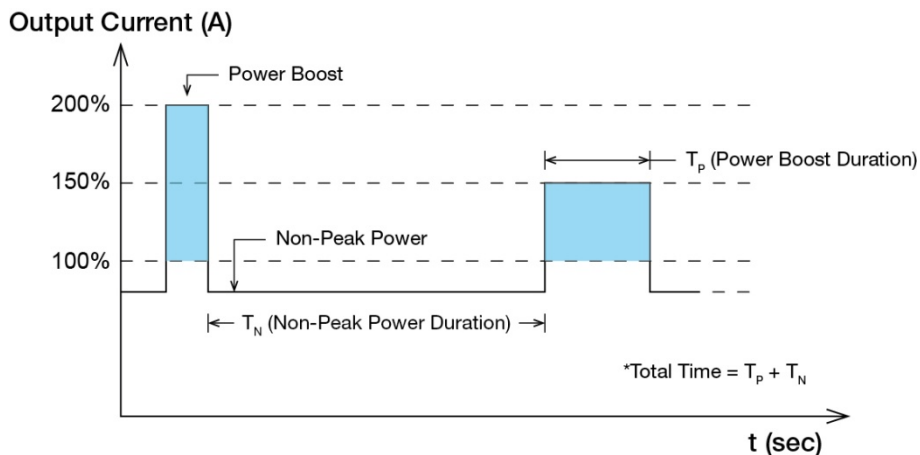 Output Current (A)
Power Boost
200%
T_P (Power Boost Duration)
150%
Non-Peak Power
100%
T_N (Non-Peak Power Duration)
*Total Time = T_P + T_N
t (sec)